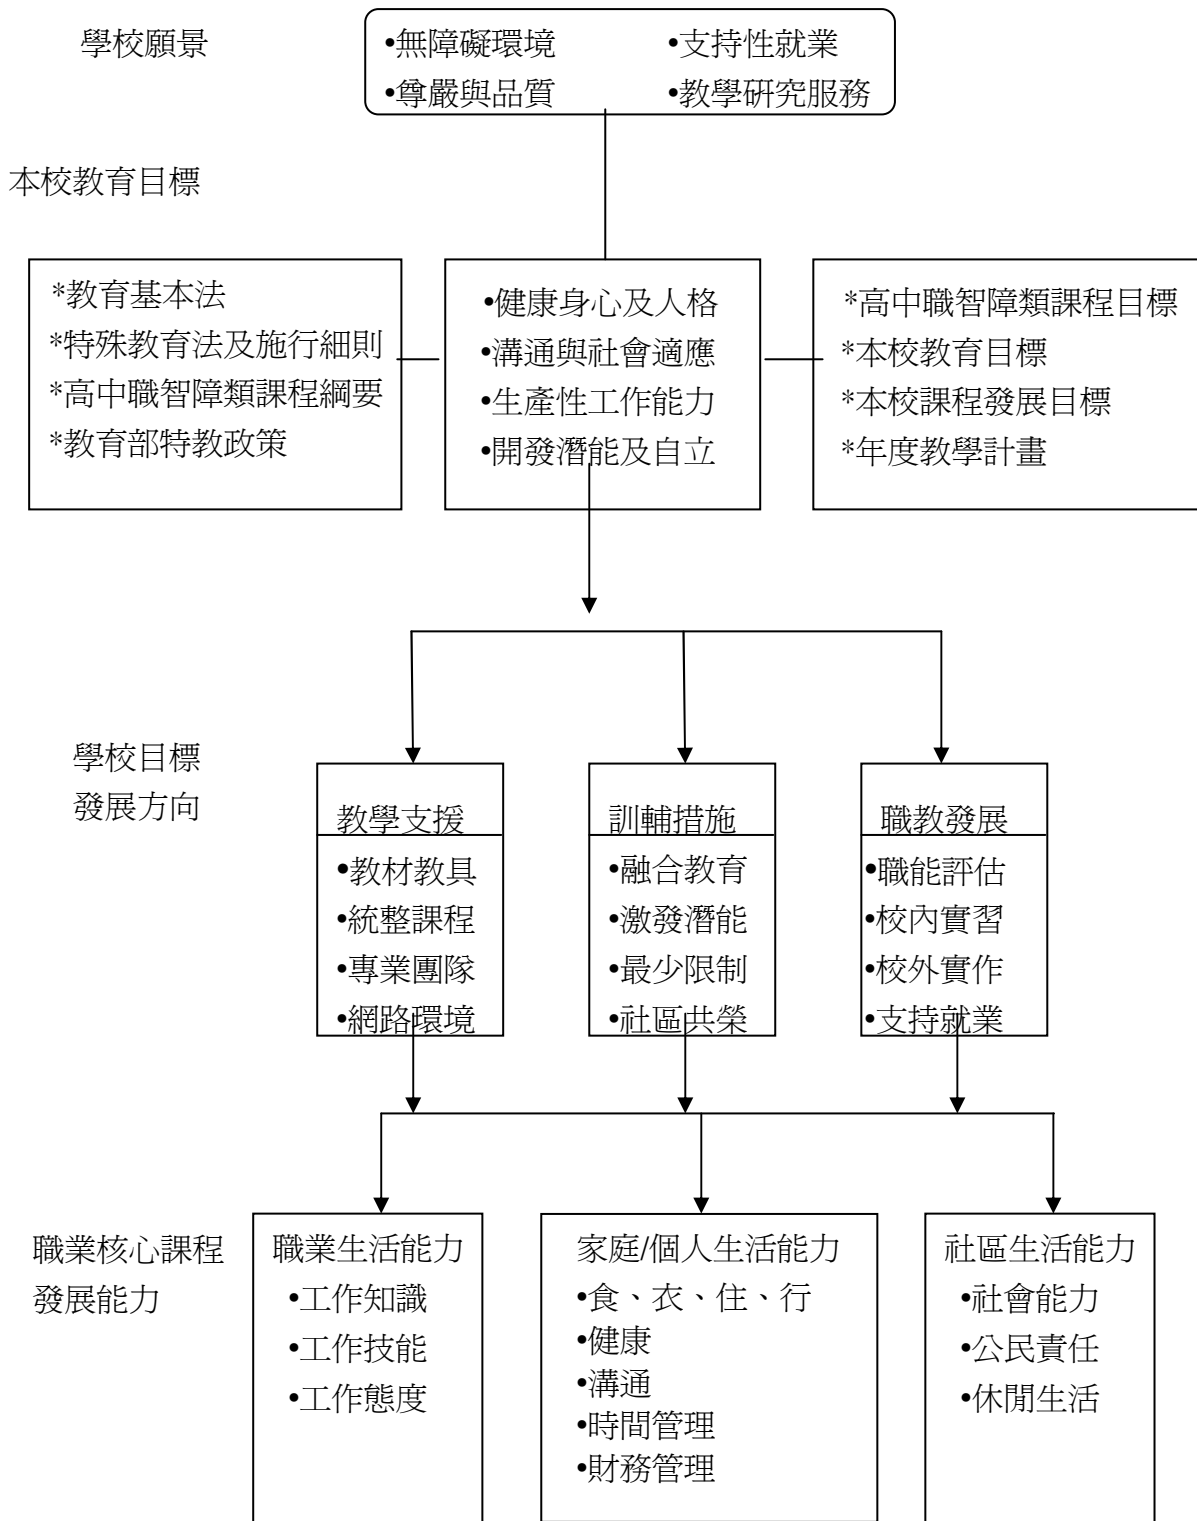 學校願景
•無障礙環境 •支持性就業
•尊嚴與品質 •教學研究服務
本校教育目標
*教育基本法
*特殊教育法及施行細則
*高中職智障類課程綱要
*教育部特教政策
•健康身心及人格
•溝通與社會適應
•生產性工作能力
•開發潛能及自立
*高中職智障類課程目標
*本校教育目標
*本校課程發展目標
*年度教學計畫
學校目標
發展方向
教學支援
•教材教具
•統整課程
•專業團隊
•網路環境
訓輔措施
•融合教育
•激發潛能
•最少限制
•社區共榮
職教發展
•職能評估
•校內實習
•校外實作
•支持就業
職業核心課程
發展能力
職業生活能力
•工作知識
•工作技能
•工作態度
家庭/個人生活能力
•食、衣、住、行
•健康
•溝通
•時間管理
•財務管理
社區生活能力
•社會能力
•公民責任
•休閒生活